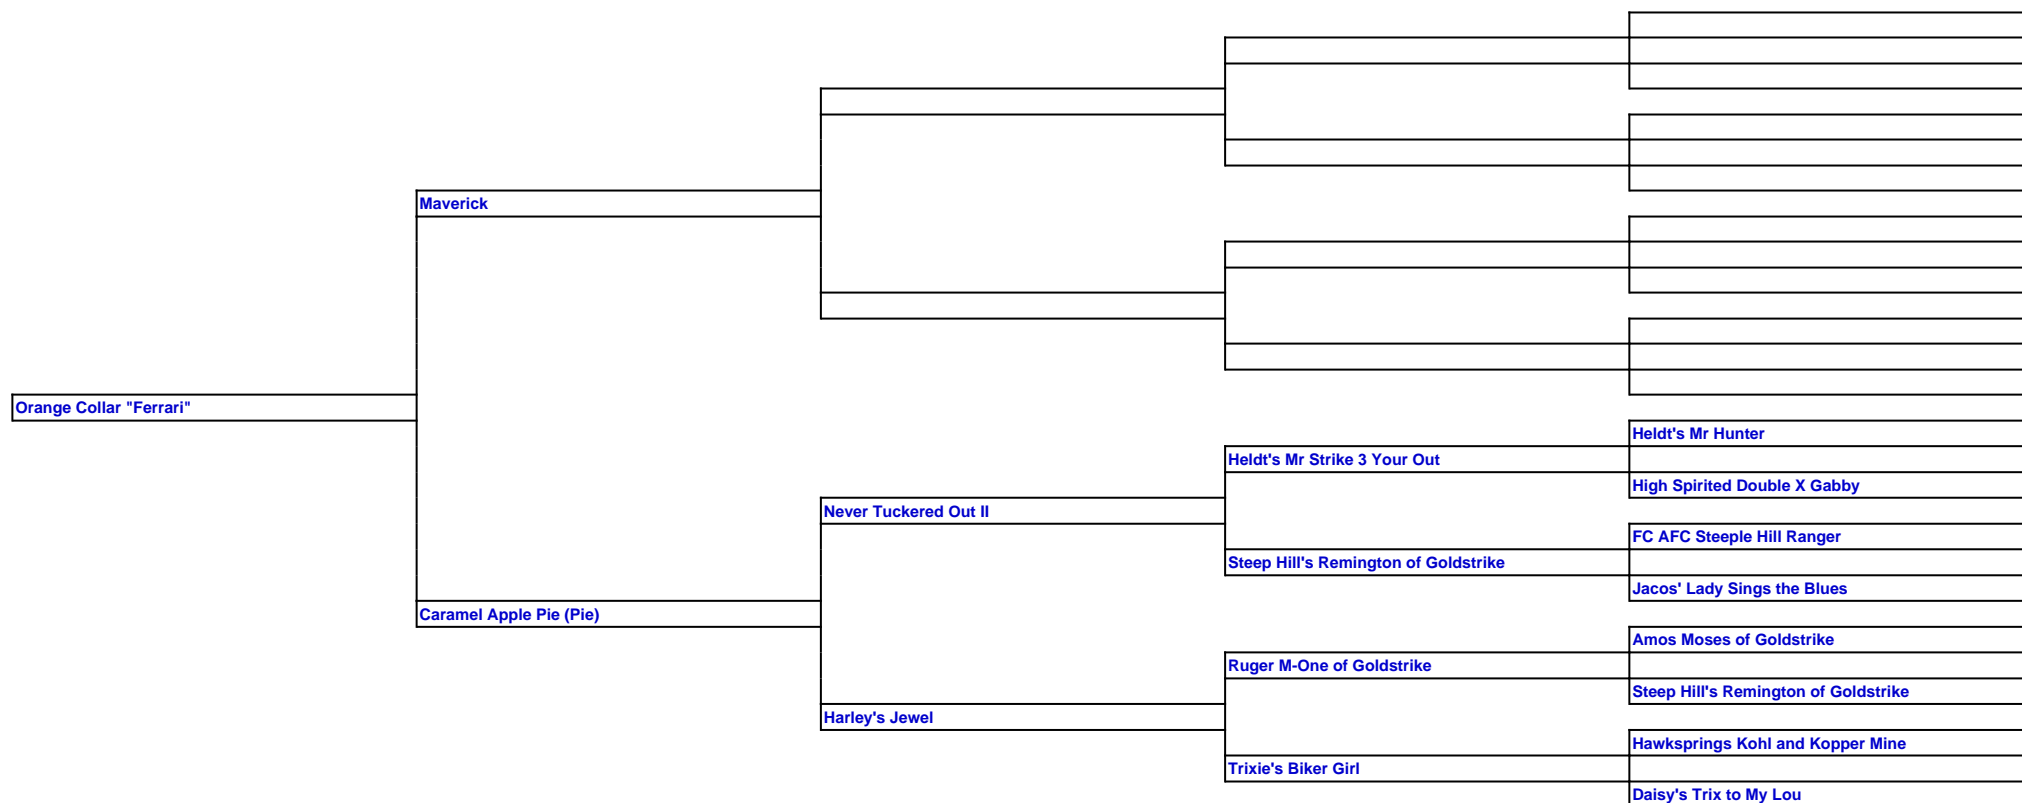 Maverick
Orange Collar "Ferrari"
Heldt's Mr Hunter
Heldt's Mr Strike 3 Your Out
High Spirited Double X Gabby
Never Tuckered Out II
FC AFC Steeple Hill Ranger
Steep Hill's Remington of Goldstrike
Jacos' Lady Sings the Blues
Caramel Apple Pie (Pie)
Amos Moses of Goldstrike
Ruger M-One of Goldstrike
Steep Hill's Remington of Goldstrike
Harley's Jewel
Hawksprings Kohl and Kopper Mine
Trixie's Biker Girl
Daisy's Trix to My Lou